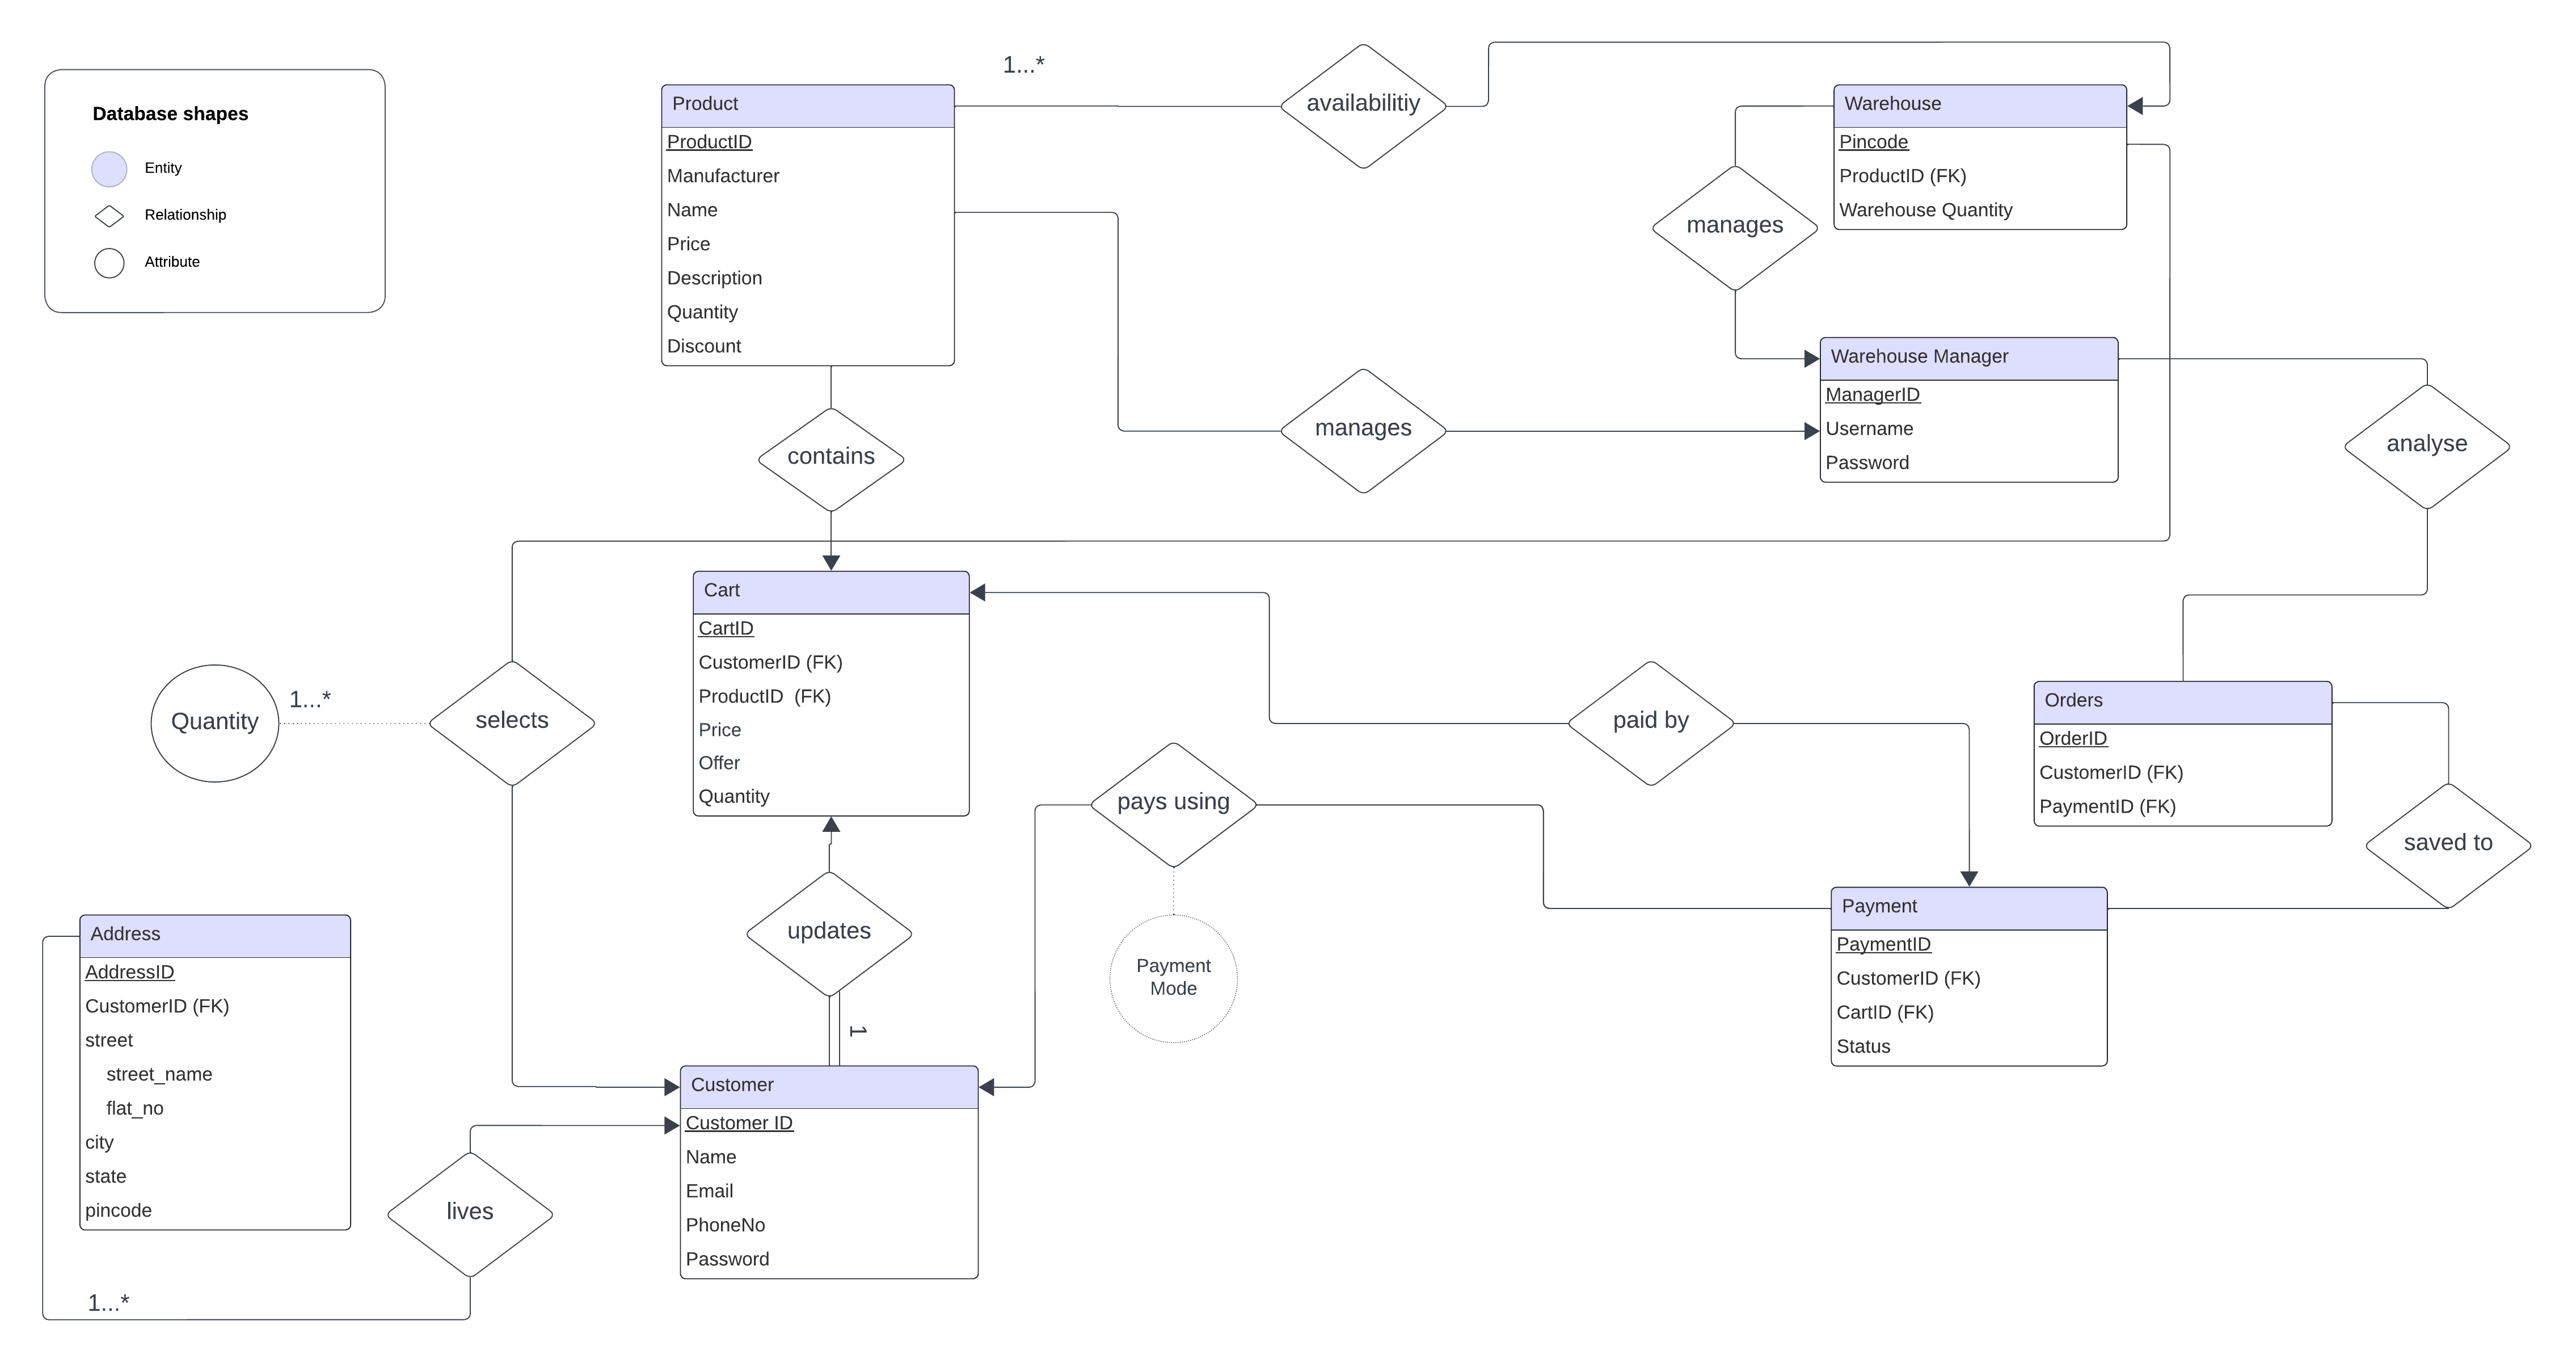 Database shapes
Entity
Relationship
Attribute
1...*
Product
ProductID
Manufacturer
Name
Price
Description
Quantity
Discount
availabilitiy
Warehouse
Pincode
ProductID (FK)
Warehouse Quantity
manages
manages
Warehouse Manager
ManagerID
Username
Password
analyse
contains
Cart
CartID
CustomerID (FK)
ProductID  (FK)
Price
Offer
Quantity
Quantity
1...*
selects
paid by
Orders
OrderID
CustomerID (FK)
PaymentID (FK)
saved to
pays using
Payment
Mode
Payment
PaymentID
CustomerID (FK)
CartID (FK)
Status
updates
1
Address
AddressID
CustomerID (FK)
street
street_name
flat_no
city
state
pincode
Customer
Customer ID
Name
Email
PhoneNo
Password
lives
1...*